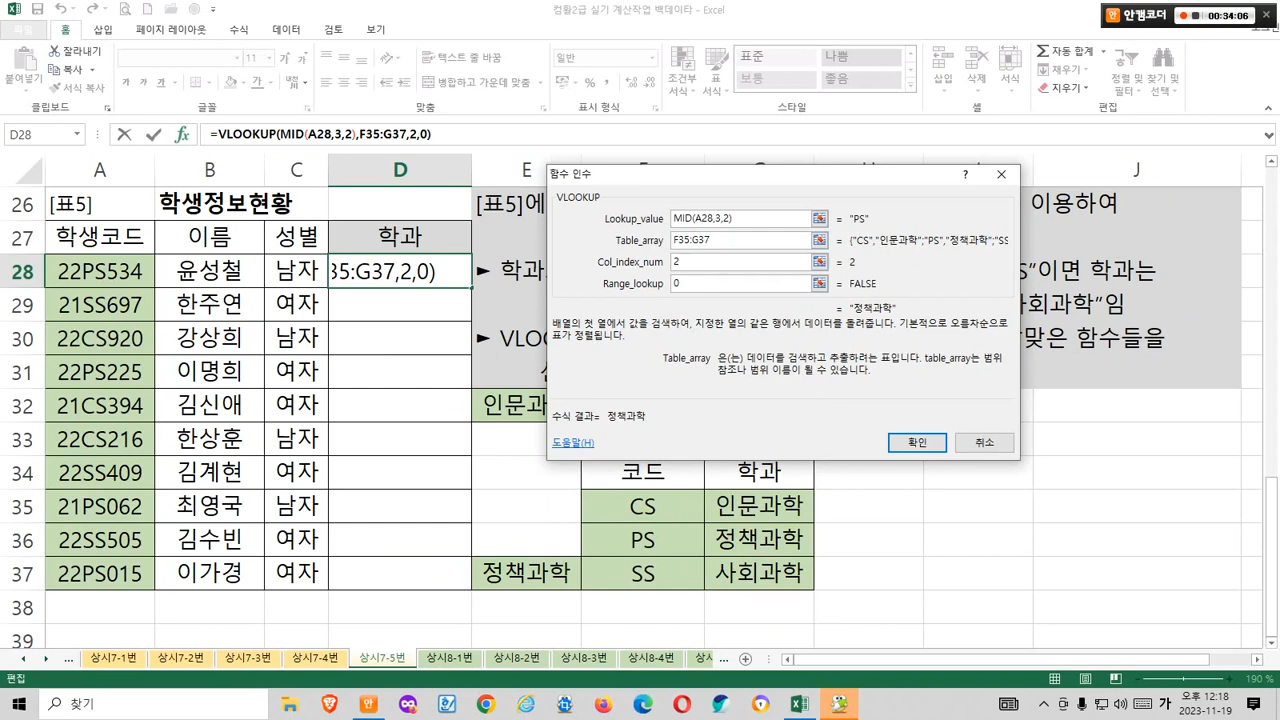 컴활2급 실기 계산작업 백데이타 - Excel
안캠코더 00:34:06
파일 홈 삽입 페이지 레이아웃 수식 데이터 검토 보기
붙여넣기 잘라내기 복사 서식 복사 클립보드
11 가 가 가 가 글꼴
텍스트 줄 바꿈 병합하고 가운데 맞춤 맞춤
일반 % 표시 형식
조건부 서식 표 서식 표준 나쁨 보통 좋음 스타일
삽입 삭제 서식 셀
자동 합계 채우기 지우기 정렬 및 필터 찾기 및 선택 편집
D28 =VLOOKUP(MID(A28,3,2),F35:G37,2,0)
A B C D E F G H I J
26 [표5] 학생정보현황 [표5]에 이용하여
27 학생코드 이름 성별 학과
28 22PS534 윤성철 남자 35:G37,2,0) ► 학과 S"이면 학과는
29 21SS697 한주연 여자 사회과학"임
30 22CS920 강상희 여자 ► VLOO 맞은 함수들을
31 22PS225 이명희 여자
32 21CS394 김신애 여자 인문과
33 22CS216 한상훈 남자
34 22SS409 김계현 여자 코드 학과
35 21PS062 최영국 남자 CS 인문과학
36 22SS505 김수빈 여자 PS 정책과학
37 22PS015 이가경 여자 정책과학 SS 사회과학
38
39
함수 인수 ?
VLOOKUP
Lookup_value MID(A28,3,2) = "PS"
Table_array F35:G37 = {"CS","인문과학";"PS","정책과학";"SS
Col_index_num 2 = 2
Range_lookup 0 = FALSE
= "정책과학"
배열의 첫 열에서 값을 검색하여, 지정한 열의 같은 행에서 데이터를 돌려줍니다. 기본적으로 오름차순으로
표가 정렬됩니다.
Table_array 은(는) 데이터를 검색하고 추출하려는 표입니다. table_array는 범위
참조나 범위 이름이 될 수 있습니다.
수식 결과= 정책과학
도움말(H) 확인 취소
... 상시7-1번 상시7-2번 상시7-3번 상시7-4번 상시7-5번 상시8-1번 상시8-2번 상시8-3번 상시8-4번 상 ...
편집 190 %
찾기 가 오후 12:18
2023-11-19